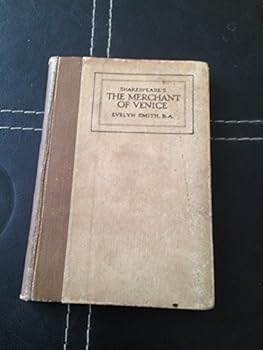 SHAKESPEARE'S
THE MERCHANT
OF VENICE
EVELYN SMITH, B.A.